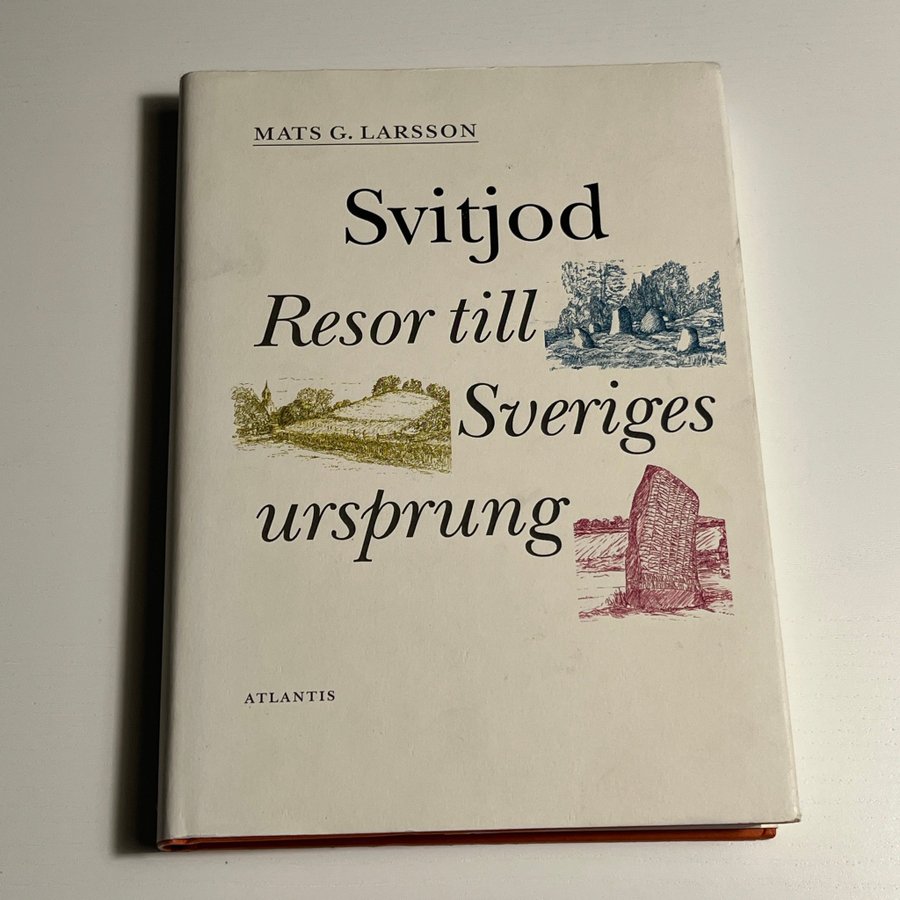 MATS G. LARSSON
Svitjod
Resor till
Sveriges
ursprung
ATLANTIS